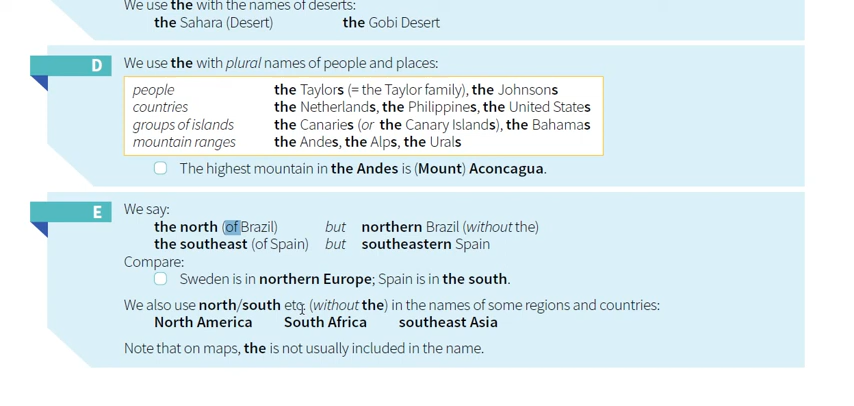 We use the with the names of deserts:
the Sahara (Desert) the Gobi Desert
D
We use the with plural names of people and places:
people the Taylors (= the Taylor family), the Johnsons
countries the Netherlands, the Philippines, the United States
groups of islands the Canaries (or the Canary Islands), the Bahamas
mountain ranges the Andes, the Alps, the Urals
The highest mountain in the Andes is (Mount) Aconcagua.
E
We say:
the north (of Brazil) but northern Brazil (without the)
the southeast (of Spain) but southeastern Spain
Compare:
Sweden is in northern Europe; Spain is in the south.
We also use north/south etc. (without the) in the names of some regions and countries:
North America South Africa southeast Asia
Note that on maps, the is not usually included in the name.